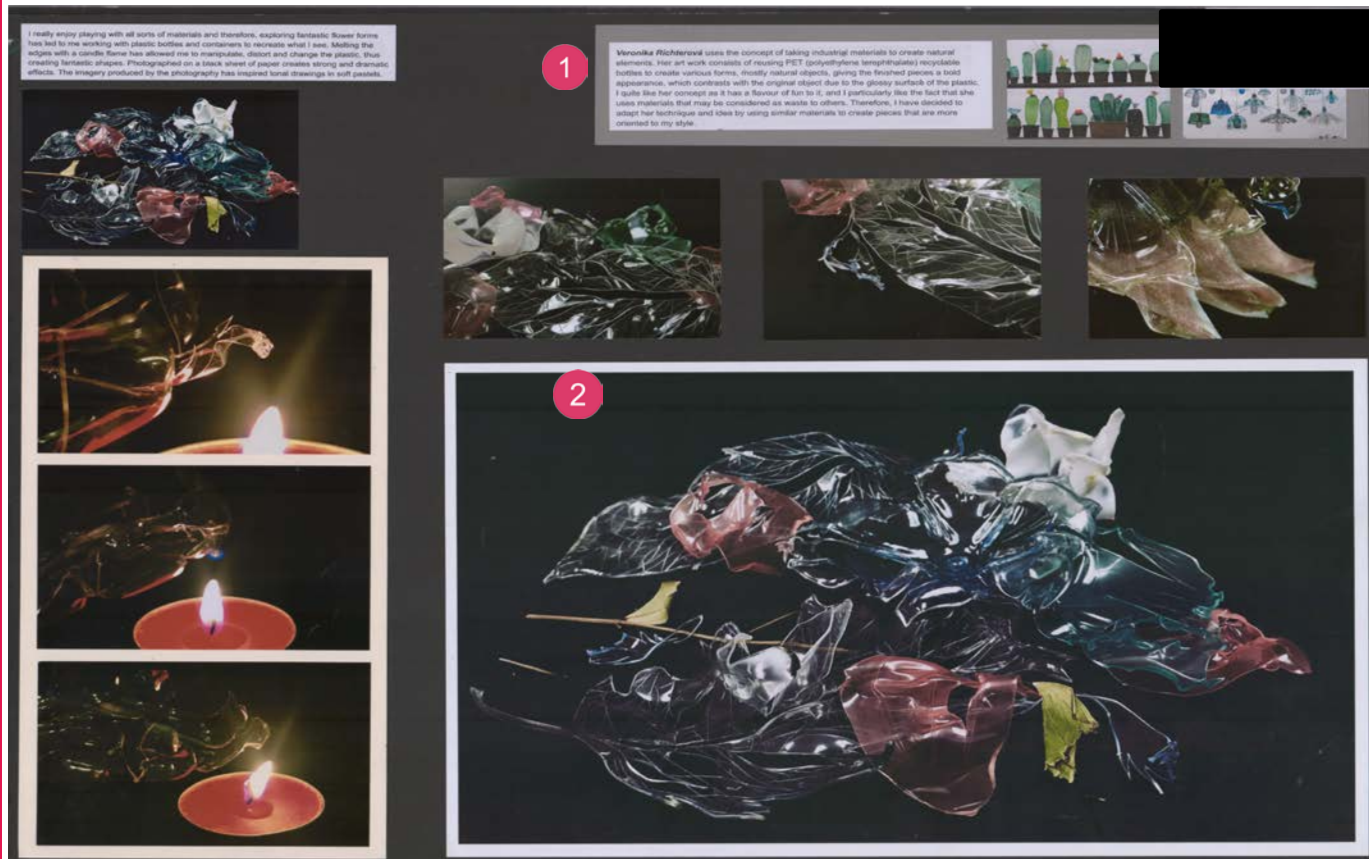 I really enjoy playing with all sorts of materials and therefore, exploring fantastic flower forms
has led to me working with plastic bottles and containers to recreate what I see. Melting the
edges with a candle flame has allowed me to manipulate, distort and change the plastic, thus
creating fantastic shapes. Photographed on a black sheet of paper creates strong and dramatic
effects. The imagery produced by the photography has inspired tonal drawings in soft pastels.
1
Veronika Richterová uses the concept of taking industrial materials to create natural
elements. Her art work consists of reusing PET (polyethylene terephthalate) recyclable
bottles to create various forms, mostly natural objects, giving the finished pieces a bold
appearance, which contrasts with the original object due to the glossy surface of the plastic.
I quite like her concept as it has a flavour of fun to it, and I particularly like the fact that she
uses materials that may be considered as waste to others. Therefore, I have decided to
adapt her technique and idea by using similar materials to create pieces that are more
oriented to my style.
2